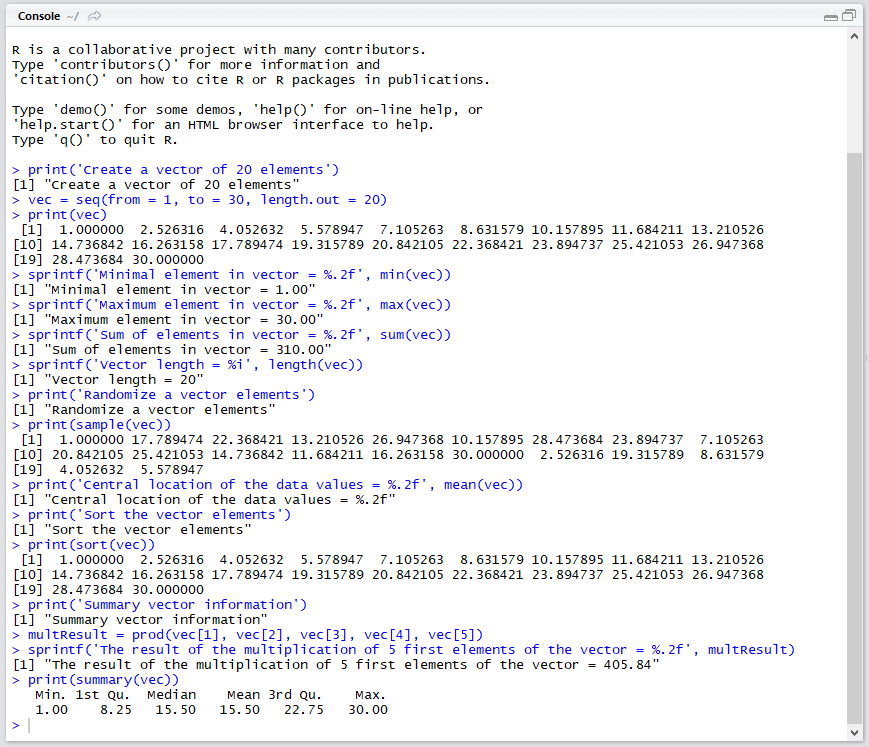 Console ~/
R is a collaborative project with many contributors.
Type 'contributors()' for more information and
'citation()' on how to cite R or R packages in publications.
Type 'demo()' for some demos, 'help()' for on-line help, or
'help.start()' for an HTML browser interface to help.
Type 'q()' to quit R.
> print('Create a vector of 20 elements')
[1] "Create a vector of 20 elements"
> vec = seq(from = 1, to = 30, length.out = 20)
> print(vec)
 [1]  1.000000  2.526316  4.052632  5.578947  7.105263  8.631579 10.157895 11.684211 13.210526
[10] 14.736842 16.263158 17.789474 19.315789 20.842105 22.368421 23.894737 25.421053 26.947368
[19] 28.473684 30.000000
> sprintf('Minimal element in vector = %.2f', min(vec))
[1] "Minimal element in vector = 1.00"
> sprintf('Maximum element in vector = %.2f', max(vec))
[1] "Maximum element in vector = 30.00"
> sprintf('Sum of elements in vector = %.2f', sum(vec))
[1] "Sum of elements in vector = 310.00"
> sprintf('Vector length = %i', length(vec))
[1] "Vector length = 20"
> print('Randomize a vector elements')
[1] "Randomize a vector elements"
> print(sample(vec))
 [1]  1.000000 17.789474 22.368421 13.210526 26.947368 10.157895 28.473684 23.894737  7.105263
[10] 20.842105 25.421053 14.736842 11.684211 16.263158 30.000000  2.526316 19.315789  8.631579
[19]  4.052632  5.578947
> print('Central location of the data values = %.2f', mean(vec))
[1] "Central location of the data values = %.2f"
> print('Sort the vector elements')
[1] "Sort the vector elements"
> print(sort(vec))
 [1]  1.000000  2.526316  4.052632  5.578947  7.105263  8.631579 10.157895 11.684211 13.210526
[10] 14.736842 16.263158 17.789474 19.315789 20.842105 22.368421 23.894737 25.421053 26.947368
[19] 28.473684 30.000000
> print('Summary vector information')
[1] "Summary vector information"
> multResult = prod(vec[1], vec[2], vec[3], vec[4], vec[5])
> sprintf('The result of the multiplication of 5 first elements of the vector = %.2f', multResult)
[1] "The result of the multiplication of 5 first elements of the vector = 405.84"
> print(summary(vec))
   Min. 1st Qu.  Median    Mean 3rd Qu.    Max.
   1.00    8.25   15.50   15.50   22.75   30.00
>